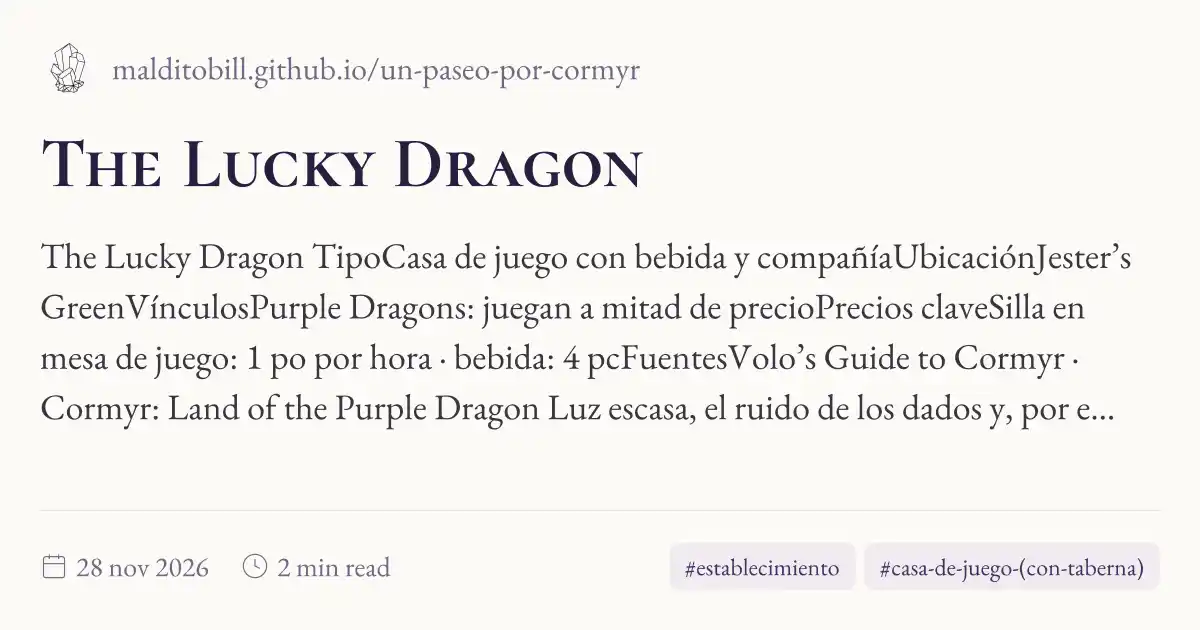 malditobill.github.io/un-paseo-por-cormyr
The Lucky Dragon
The Lucky Dragon TipoCasa de juego con bebida y compañíaUbicaciónJester’s
GreenVínculosPurple Dragons: juegan a mitad de precioPrecios claveSilla en
mesa de juego: 1 po por hora · bebida: 4 pcFuentesVolo’s Guide to Cormyr ·
Cormyr: Land of the Purple Dragon Luz escasa, el ruido de los dados y, por e...
28 nov 2026
2 min read
#establecimiento
#casa-de-juego-(con-taberna)